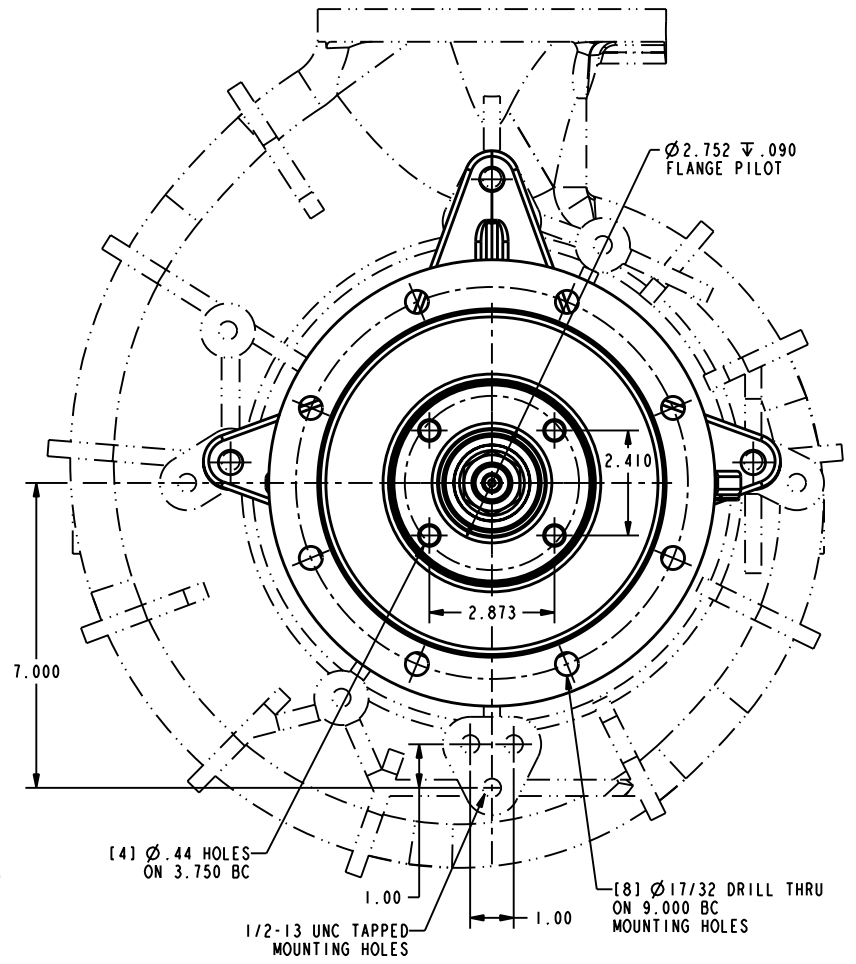 Ø2.752 ↧.090
FLANGE PILOT
2.410
2.873
7.000
[4] Ø.44 HOLES
ON 3.750 BC
1.00
1.00
1/2-13 UNC TAPPED
MOUNTING HOLES
[8] Ø17/32 DRILL THRU
ON 9.000 BC
MOUNTING HOLES